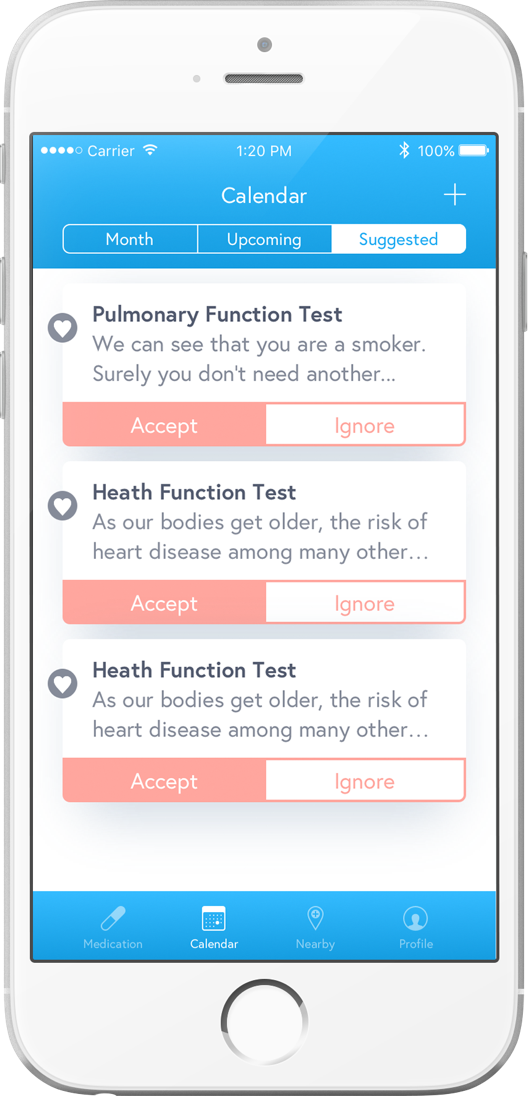 Carrier 1:20 PM 100%
Calendar
Month Upcoming Suggested
Pulmonary Function Test
We can see that you are a smoker.
Surely you don't need another...
Accept Ignore
Heath Function Test
As our bodies get older, the risk of
heart disease among many other...
Accept Ignore
Heath Function Test
As our bodies get older, the risk of
heart disease among many other...
Accept Ignore
Medication Calendar Nearby Profile